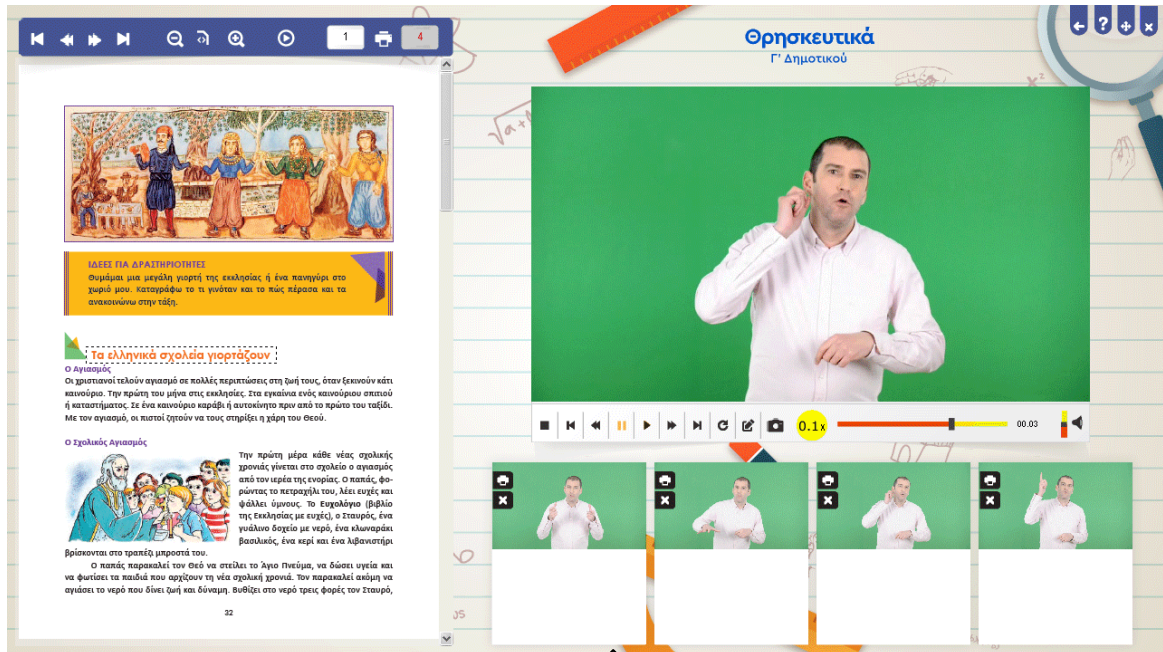 1
4
ΙΔΕΕΣ ΓΙΑ ΔΡΑΣΤΗΡΙΟΤΗΤΕΣ
Θυμάμαι μια μεγάλη γιορτή της εκκλησίας ή ένα πανηγύρι στο
χωριό μου. Καταγράφω το τι γινόταν και το πώς πέρασα και τα
ανακοινώνω στην τάξη.
Τα ελληνικά σχολεία γιορτάζουν
Ο Αγιασμός
Οι χριστιανοί τελούν αγιασμό σε πολλές περιπτώσεις στη ζωή τους, όταν ξεκινούν κάτι
καινούριο. Την πρώτη του μήνα στις εκκλησίες. Στα εγκαίνια ενός καινούριου σπιτιού
ή καταστήματος. Σε ένα καινούριο καράβι ή αυτοκίνητο πριν από το πρώτο του ταξίδι.
Με τον αγιασμό, οι πιστοί ζητούν να τους στηρίξει η χάρη του Θεού.
Ο Σχολικός Αγιασμός
Την πρώτη μέρα κάθε νέας σχολικής
χρονιάς γίνεται στο σχολείο ο αγιασμός
από τον ιερέα της ενορίας. Ο παπάς, φο-
ρώντας το πετραχήλι του, λέει ευχές και
ψάλλει ύμνους. Το Ευχολόγιο (βιβλίο
της Εκκλησίας με ευχές), ο Σταυρός, ένα
γυάλινο δοχείο με νερό, ένα κλωναράκι
βασιλικός, ένα κερί και ένα λιβανιστήρι
βρίσκονται στο τραπέζι μπροστά του.
Ο παπάς παρακαλεί τον Θεό να στείλει το Άγιο Πνεύμα, να δώσει υγεία και
να φωτίσει τα παιδιά που αρχίζουν τη νέα σχολική χρονιά. Τον παρακαλεί ακόμη να
αγιάσει το νερό που δίνει ζωή και δύναμη. Βυθίζει στο νερό τρεις φορές τον Σταυρό,
32
Θρησκευτικά
Γ' Δημοτικού
?
0.1x
00.03